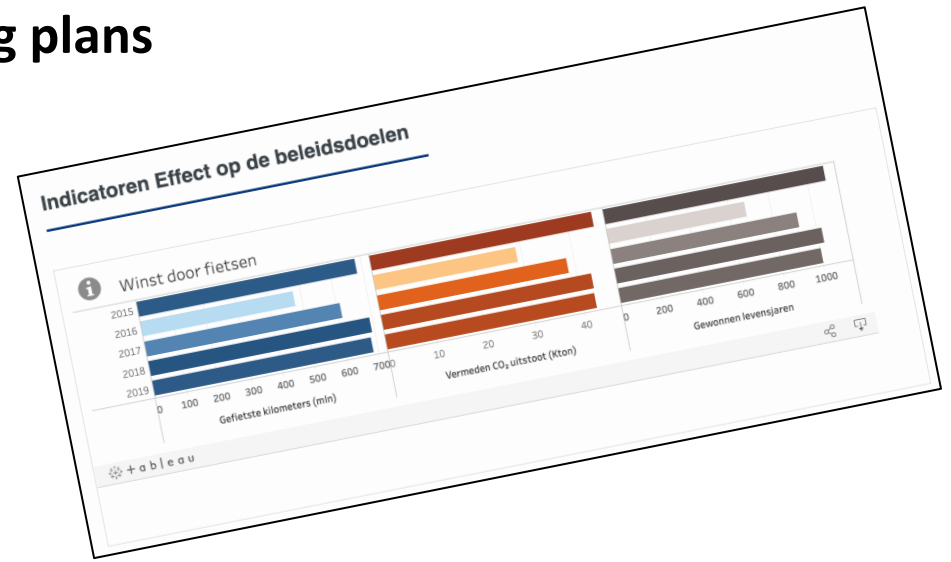 g plans
Indicatoren Effect op de beleidsdoelen
Winst door fietsen
2015
2016
2017
2018
2019
0 100 200 300 400 500 600 700
Gefietste kilometers (mln)
0 10 20 30 40
Vermeden CO₂ uitstoot (Kton)
0 200 400 600 800 1000
Gewonnen levensjaren
+ a b l e a u